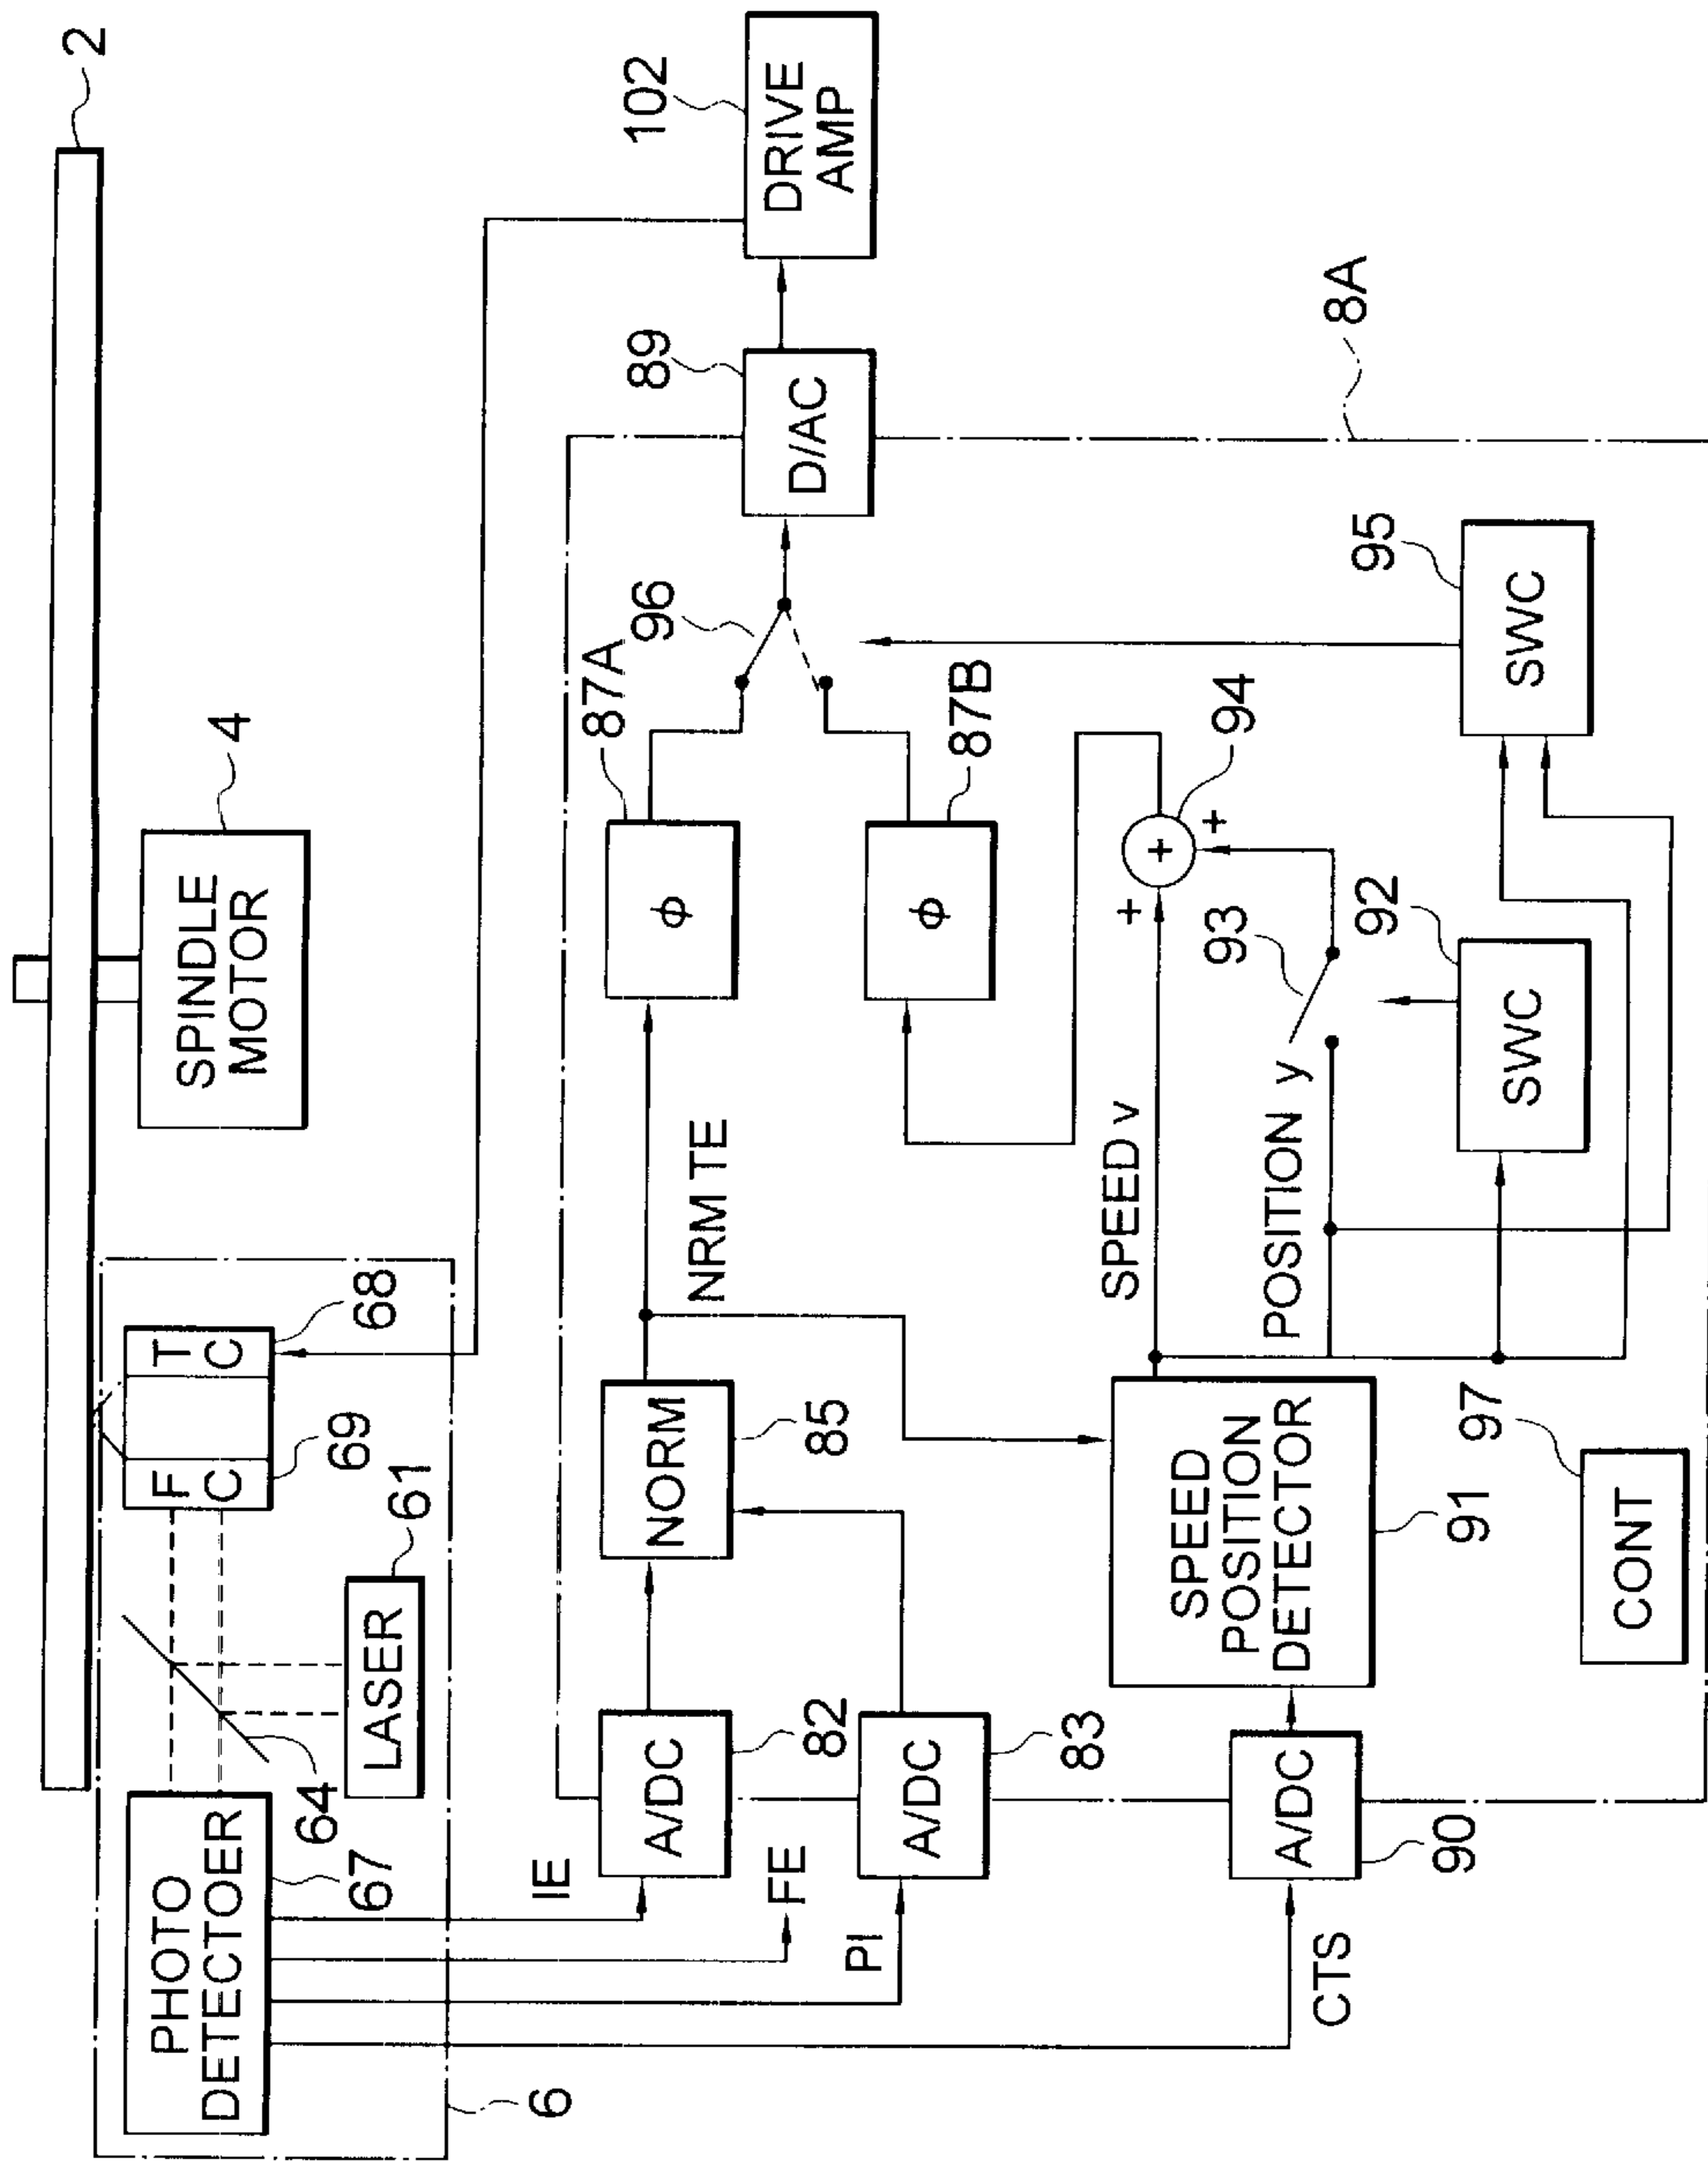 2
SPINDLE
MOTOR
4
PHOTO
DETECTOER
67
64
LASER
61
F
C
69
T
C
68
6
IE
FE
PI
CTS
A/DC
82
A/DC
83
A/DC
90
NORM
85
NRM TE
SPEED
POSITION
DETECTOR
91
SPEED v
POSITION y
CONT
97
ϕ
87A
ϕ
87B
+
+
+
94
93
SWC
92
SWC
95
96
D/AC
89
DRIVE
AMP
102
8A